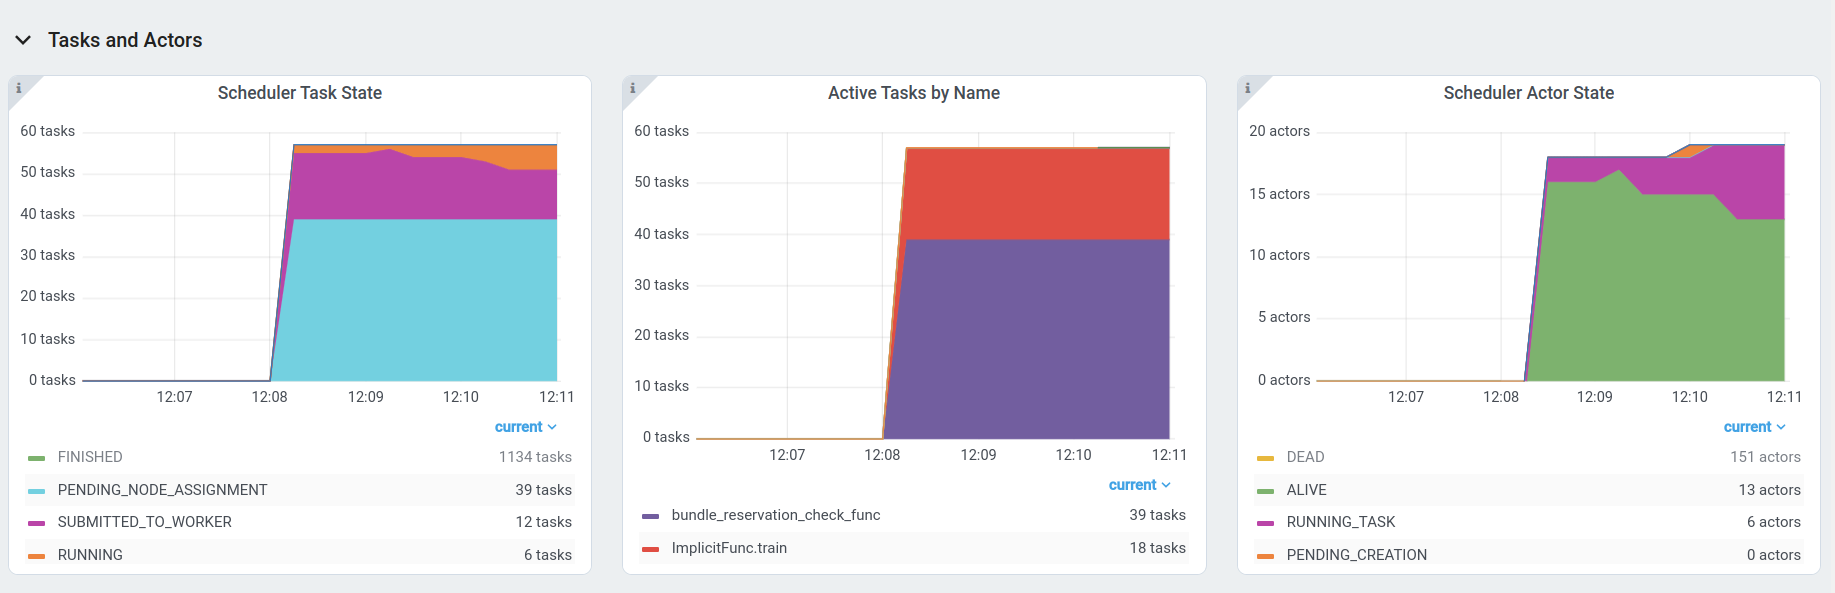 Tasks and Actors
i
Scheduler Task State
60 tasks
50 tasks
40 tasks
30 tasks
20 tasks
10 tasks
0 tasks
12:07 12:08 12:09 12:10 12:11
current
FINISHED 1134 tasks
PENDING_NODE_ASSIGNMENT 39 tasks
SUBMITTED_TO_WORKER 12 tasks
RUNNING 6 tasks
i
Active Tasks by Name
60 tasks
50 tasks
40 tasks
30 tasks
20 tasks
10 tasks
0 tasks
12:07 12:08 12:09 12:10 12:11
current
bundle_reservation_check_func 39 tasks
ImplicitFunc.train 18 tasks
i
Scheduler Actor State
20 actors
15 actors
10 actors
5 actors
0 actors
12:07 12:08 12:09 12:10 12:11
current
DEAD 151 actors
ALIVE 13 actors
RUNNING_TASK 6 actors
PENDING_CREATION 0 actors